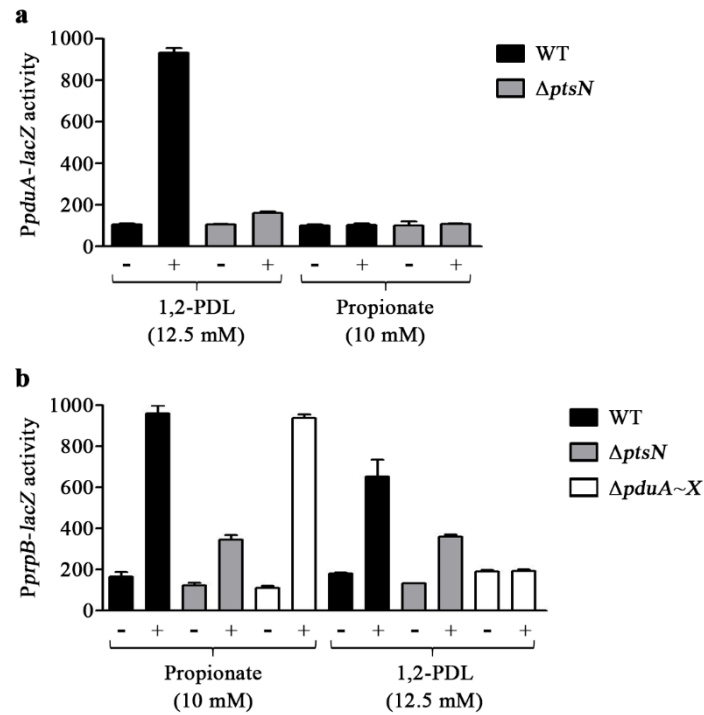 a
PpduA-lacZ activity
1000
800
600
400
200
0
- + - + - + - +
1,2-PDL Propionate
(12.5 mM) (10 mM)
WT
ΔptsN
b
PprpB-lacZ activity
1000
800
600
400
200
0
- + - + - + - + - + - +
Propionate 1,2-PDL
(10 mM) (12.5 mM)
WT
ΔptsN
ΔpduA~X